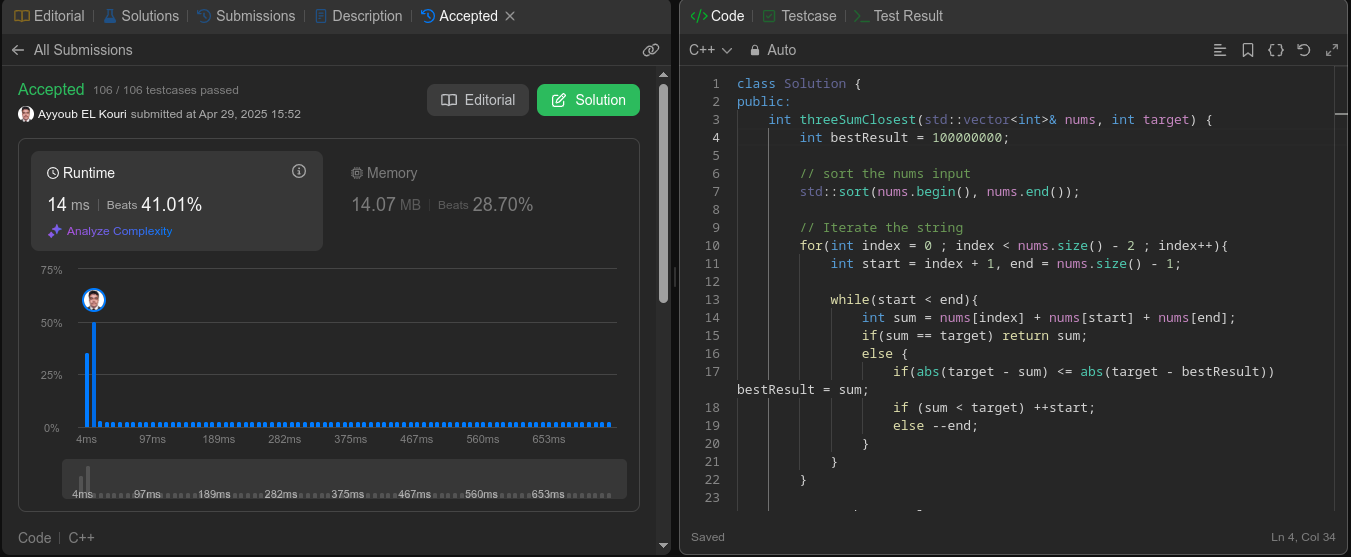 Editorial | Solutions | Submissions | Description | Accepted
All Submissions
Accepted 106 / 106 testcases passed
Ayyoub EL Kouri submitted at Apr 29, 2025 15:52
Editorial
Solution
Runtime
14 ms | Beats 41.01%
Analyze Complexity
Memory
14.07 MB | Beats 28.70%
75%
50%
25%
0%
4ms 97ms 189ms 282ms 375ms 467ms 560ms 653ms
4ms 97ms 189ms 282ms 375ms 467ms 560ms 653ms
Code | C++
</> Code | Testcase | >_ Test Result
C++ Auto
1 class Solution {
2 public:
3     int threeSumClosest(std::vector<int>& nums, int target) {
4         int bestResult = 100000000;
5
6         // sort the nums input
7         std::sort(nums.begin(), nums.end());
8
9         // Iterate the string
10         for(int index = 0 ; index < nums.size() - 2 ; index++){
11             int start = index + 1, end = nums.size() - 1;
12
13             while(start < end){
14                 int sum = nums[index] + nums[start] + nums[end];
15                 if(sum == target) return sum;
16                 else {
17                     if(abs(target - sum) <= abs(target - bestResult))
bestResult = sum;
18                     if (sum < target) ++start;
19                     else --end;
20                 }
21             }
22         }
23
Saved
Ln 4, Col 34